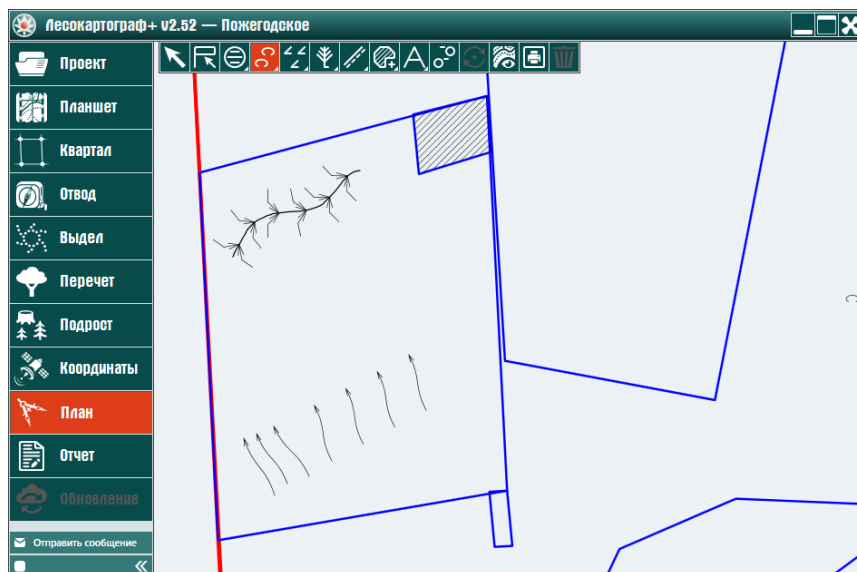 Лесокартограф+ v2.52 — Пожегодское
Проект
Планшет
Квартал
Отвод
Выдел
Перечет
Подрост
Координаты
План
Отчет
Обновление
Отправить сообщение